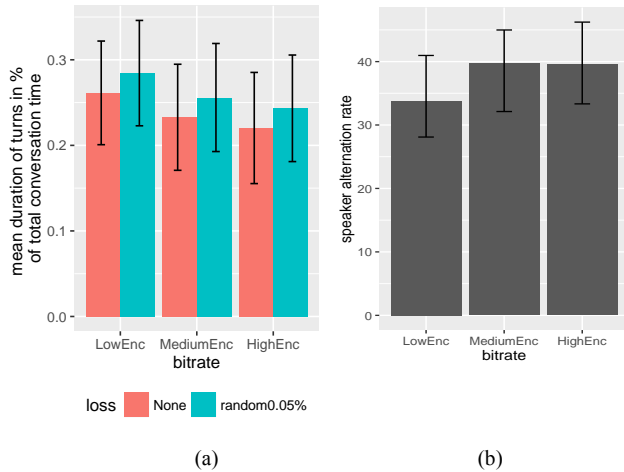 mean duration of turns in %
of total conversation time
0.3
0.2
0.1
0.0
LowEnc MediumEnc HighEnc
bitrate
loss None random0.05%
(a)
speaker alternation rate
40
30
20
10
0
LowEnc MediumEnc HighEnc
bitrate
(b)